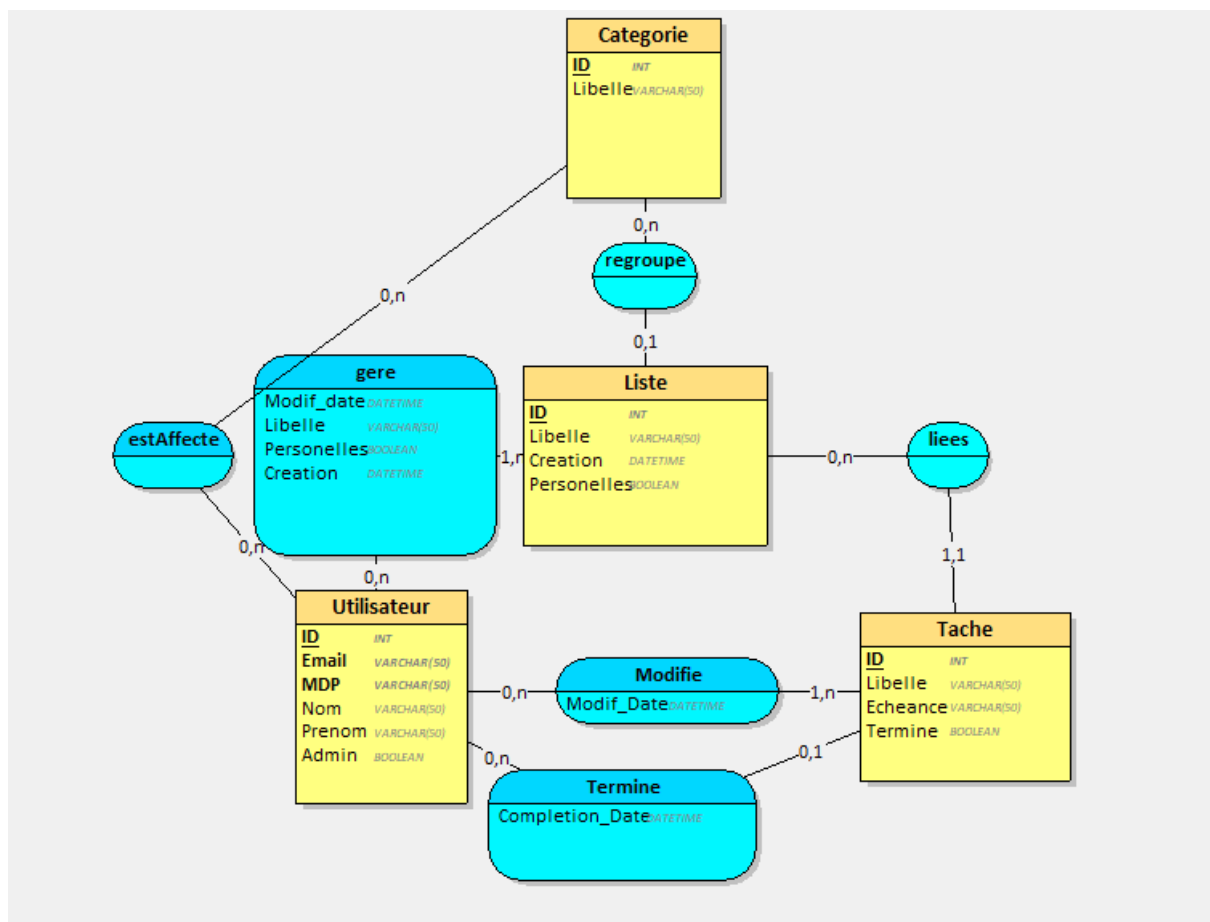 Categorie
ID INT
Libelle VARCHAR(50)
0,n
regroupe
0,n
0,1
gere
Modif_date DATETIME
Libelle VARCHAR(50)
Personelles BOOLEAN
Creation DATETIME
Liste
ID INT
Libelle VARCHAR(50)
Creation DATETIME
Personelles BOOLEAN
estAffecte
liees
1,n
0,n
0,n
1,1
0,n
Utilisateur
ID INT
Email VARCHAR(50)
MDP VARCHAR(50)
Nom VARCHAR(50)
Prenom VARCHAR(50)
Admin BOOLEAN
Tache
ID INT
Libelle VARCHAR(50)
Echeance VARCHAR(50)
Termine BOOLEAN
Modifie
Modif_Date DATETIME
0,n
1,n
0,n
0,1
Termine
Completion_Date DATETIME